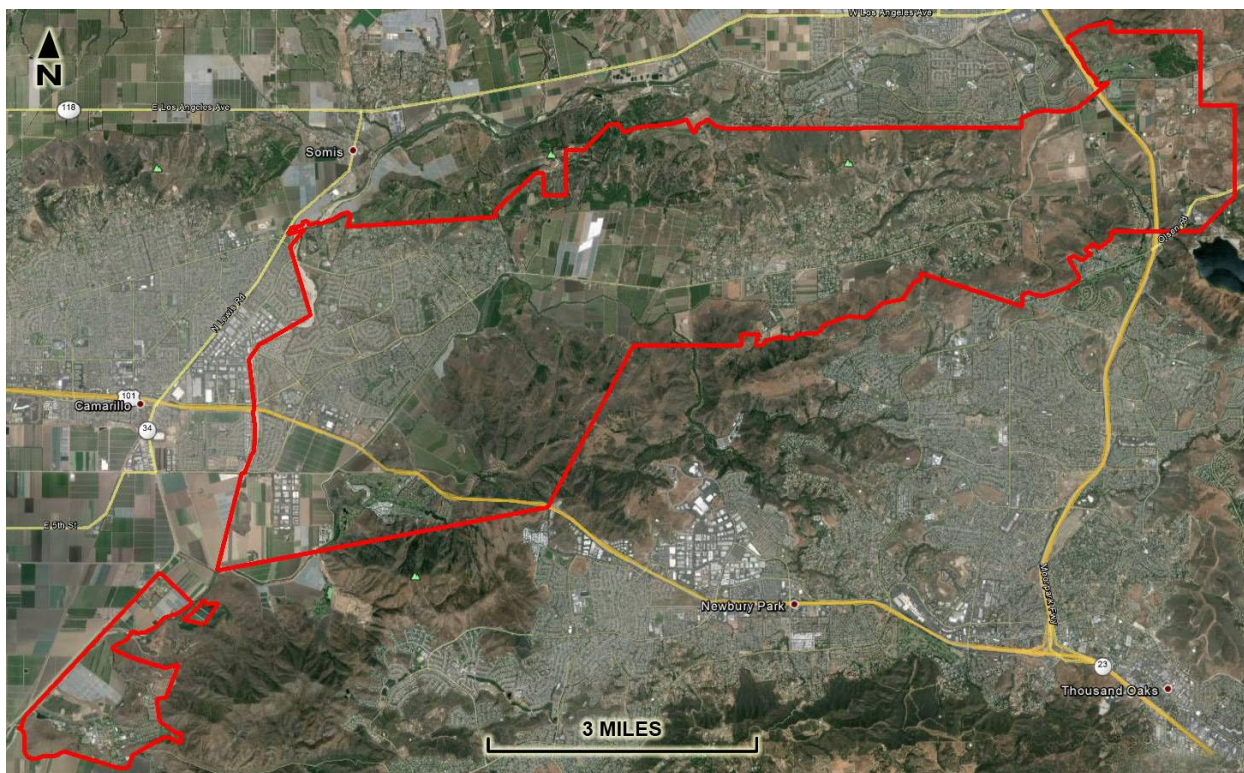 W Los Angeles Ave
N
118
E Los Angeles Ave
Somis
Olsen Rd
N Lewis Rd
101
Camarillo
34
E 5th St
Newbury Park
Moorpark Fwy
23
Thousand Oaks
3 MILES